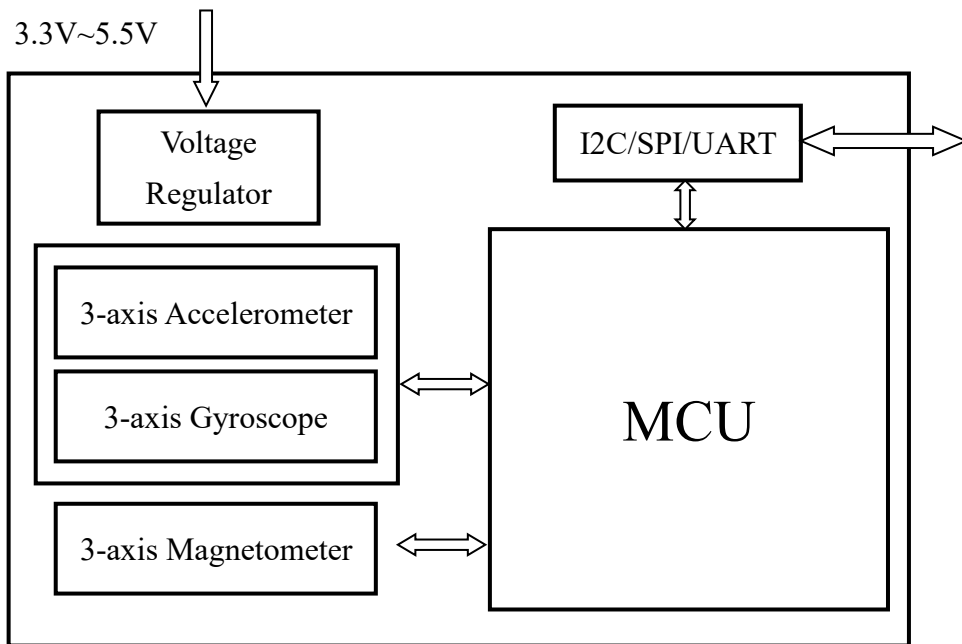 3.3V~5.5V
Voltage
Regulator
I2C/SPI/UART
3-axis Accelerometer
3-axis Gyroscope
MCU
3-axis Magnetometer